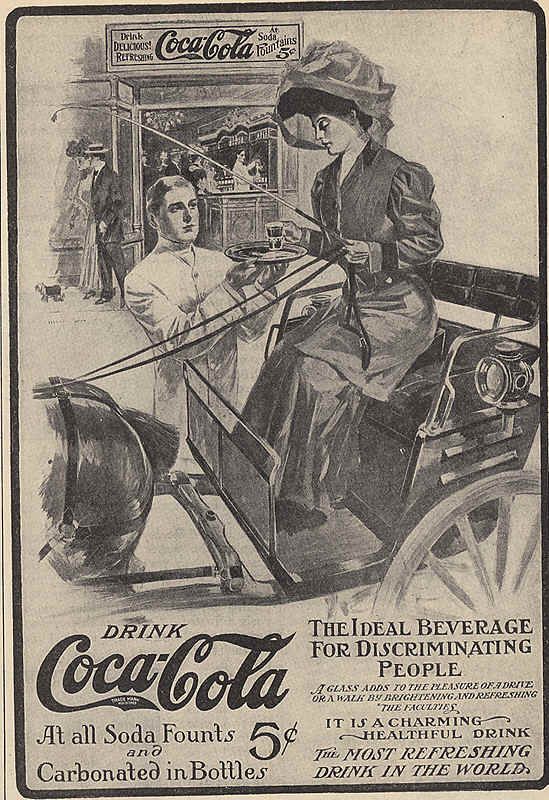 Drink
DELICIOUS!
REFRESHING
Coca-Cola
At
Soda
Fountains
5¢
DRINK
Coca-Cola
TRADE MARK
At all Soda Founts
and
Carbonated in Bottles
5¢
THE IDEAL BEVERAGE
FOR DISCRIMINATING
PEOPLE
A GLASS ADDS TO THE PLEASURE OF A DRIVE
OR A WALK BY BRIGHTENING AND REFRESHING
THE FACULTIES
IT IS A CHARMING
HEALTHFUL DRINK
THE MOST REFRESHING
DRINK IN THE WORLD.